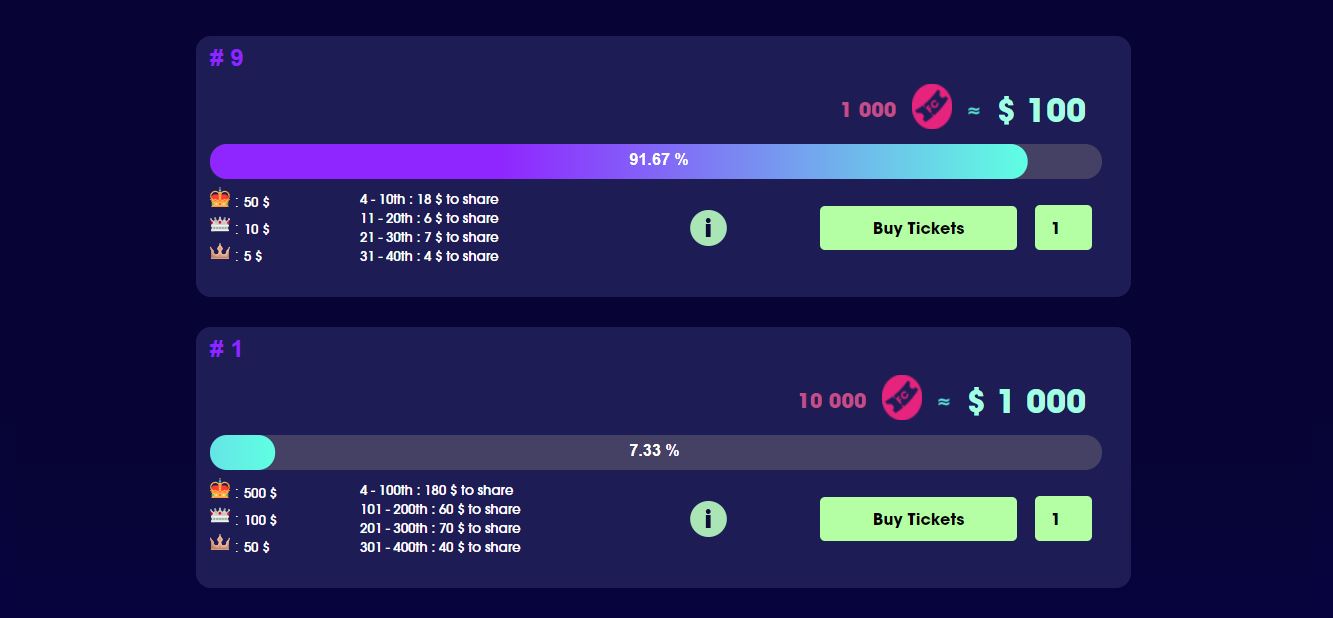 # 9
1 000 FC ≈ $ 100
91.67 %
: 50 $
: 10 $
: 5 $
4 - 10th : 18 $ to share
11 - 20th : 6 $ to share
21 - 30th : 7 $ to share
31 - 40th : 4 $ to share
i
Buy Tickets
1
# 1
10 000 FC ≈ $ 1 000
7.33 %
: 500 $
: 100 $
: 50 $
4 - 100th : 180 $ to share
101 - 200th : 60 $ to share
201 - 300th : 70 $ to share
301 - 400th : 40 $ to share
i
Buy Tickets
1